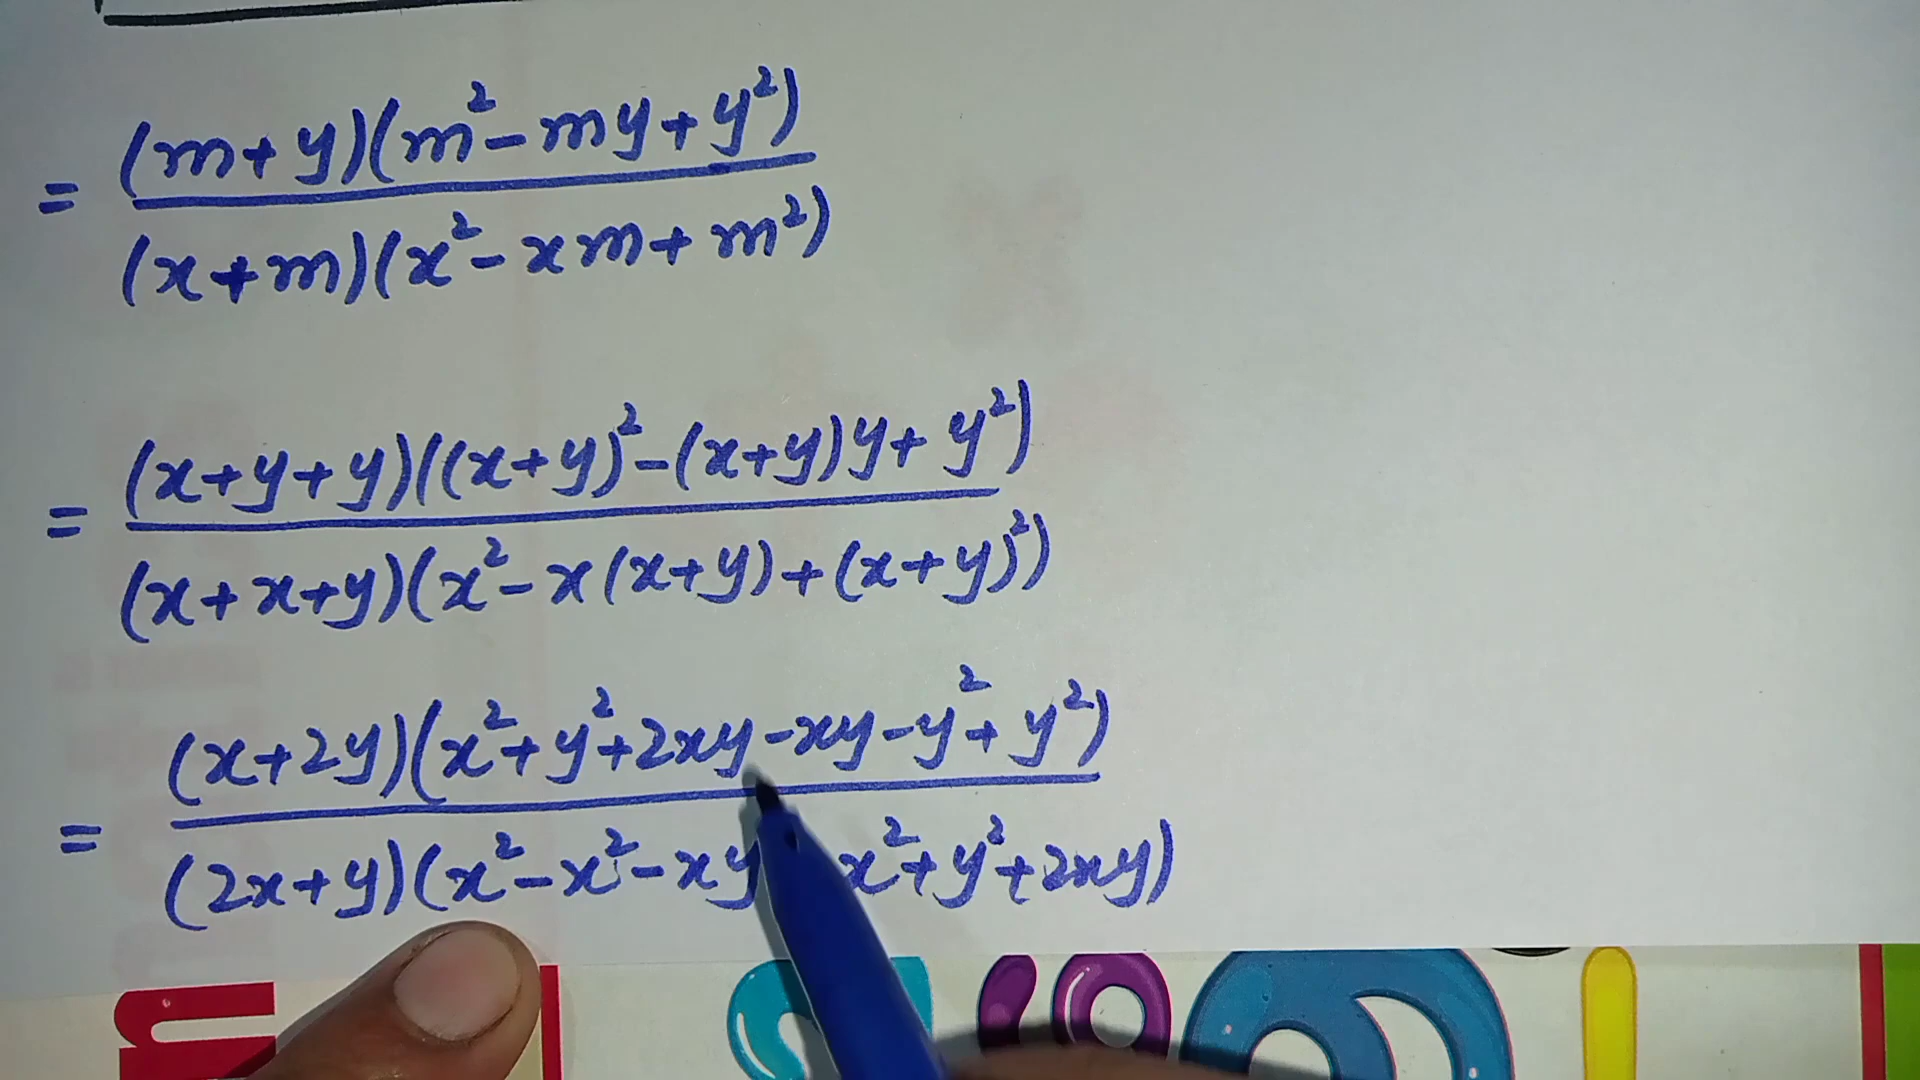 = (m+y)(m²-my+y²)
(x+m)(x²-xm+m²)
= (x+y+y)((x+y)²-(x+y)y+y²)
(x+x+y)(x²-x(x+y)+(x+y)²)
= (x+2y)(x²+y²+2xy-xy-y²+y²)
(2x+y)(x²-x²-xy x²+y²+2xy)